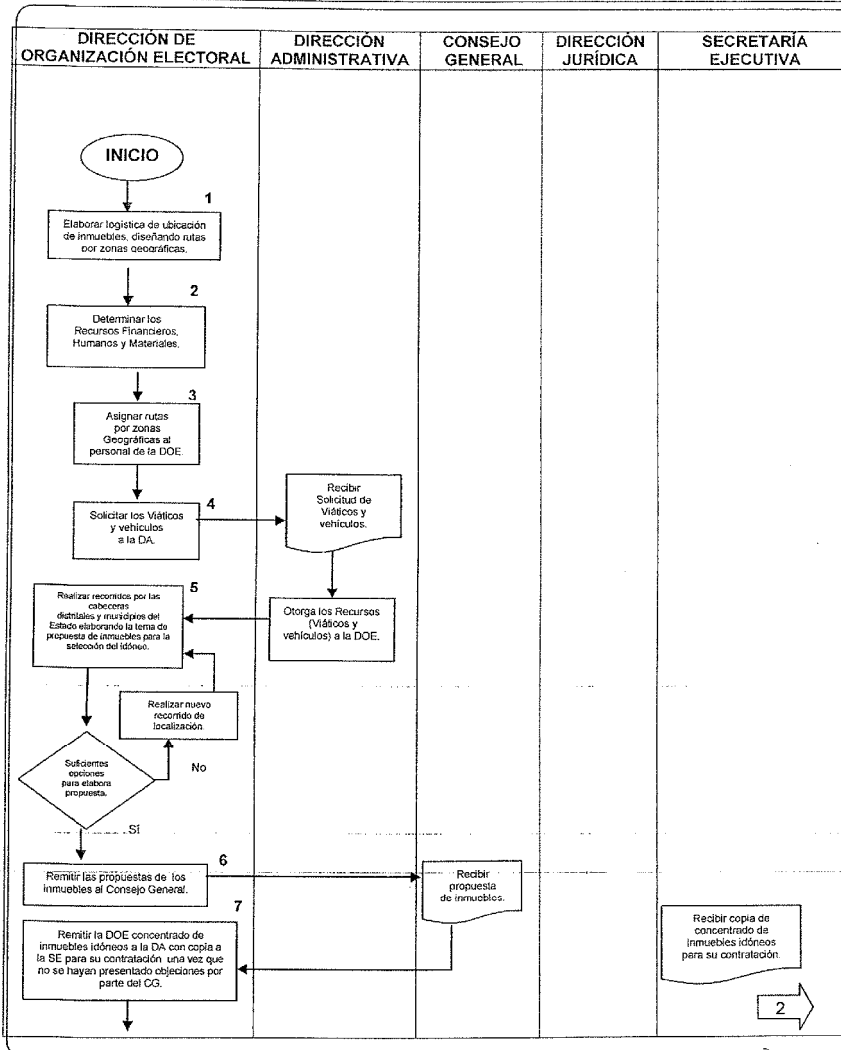 DIRECCIÓN DE
ORGANIZACIÓN ELECTORAL
DIRECCIÓN
ADMINISTRATIVA
CONSEJO
GENERAL
DIRECCIÓN
JURÍDICA
SECRETARÍA
EJECUTIVA
INICIO
1
Elaborar logística de ubicación
de inmuebles, diseñando rutas
por zonas geográficas.
2
Determinar los
Recursos Financieros,
Humanos y Materiales.
3
Asignar rutas
por zonas
Geográficas al
personal de la DOE.
4
Solicitar los Viáticos
y vehículos
a la DA.
Recibir
Solicitud de
Viáticos y
vehículos.
5
Realizar recorridos por las
cabeceras
distritales y municipios del
Estado elaborando la terna de
propuesta de inmuebles para la
selección del idóneo.
Otorga los Recursos
(Viáticos y
vehículos) a la DOE.
Realizar nuevo
recorrido de
localización.
Suficientes
opciones
para elabora
propuesta.
No
Sí
6
Remitir las propuestas de los
inmuebles al Consejo General.
Recibir
propuesta
de inmuebles.
7
Remitir la DOE concentrado de
inmuebles idóneos a la DA con copia a
la SE para su contratación una vez que
no se hayan presentado objeciones por
parte del CG.
Recibir copia de
concentrado de
inmuebles idóneos
para su contratación.
2